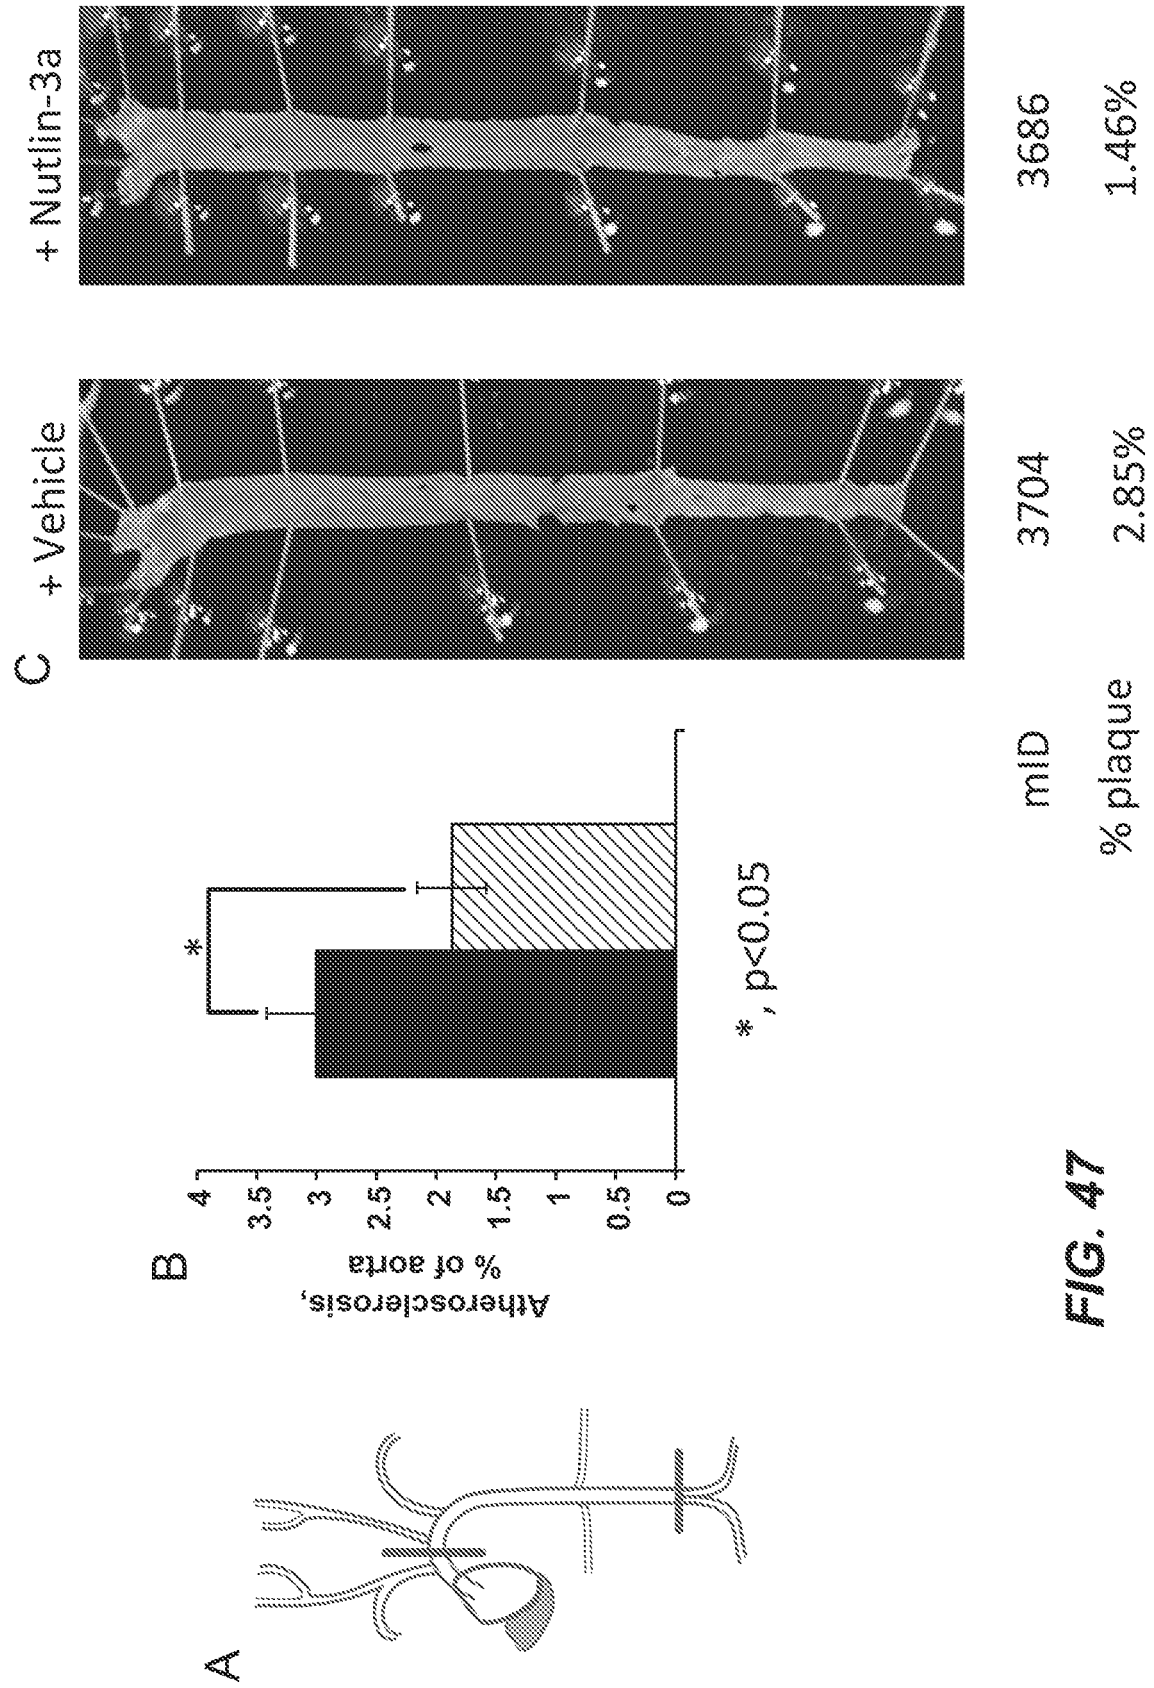 A
B
Atherosclerosis,
% of aorta
4
3.5
3
2.5
2
1.5
1
0.5
0
*
*, p<0.05
C
+ Vehicle
+ Nutlin-3a
mID
3704
3686
% plaque
2.85%
1.46%
FIG. 47